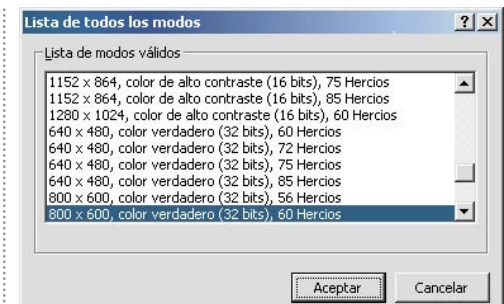 Lista de todos los modos
Lista de modos válidos
1152 x 864, color de alto contraste (16 bits), 75 Hercios
1152 x 864, color de alto contraste (16 bits), 85 Hercios
1280 x 1024, color de alto contraste (16 bits), 60 Hercios
640 x 480, color verdadero (32 bits), 60 Hercios
640 x 480, color verdadero (32 bits), 72 Hercios
640 x 480, color verdadero (32 bits), 75 Hercios
640 x 480, color verdadero (32 bits), 85 Hercios
800 x 600, color verdadero (32 bits), 56 Hercios
800 x 600, color verdadero (32 bits), 60 Hercios
Aceptar Cancelar